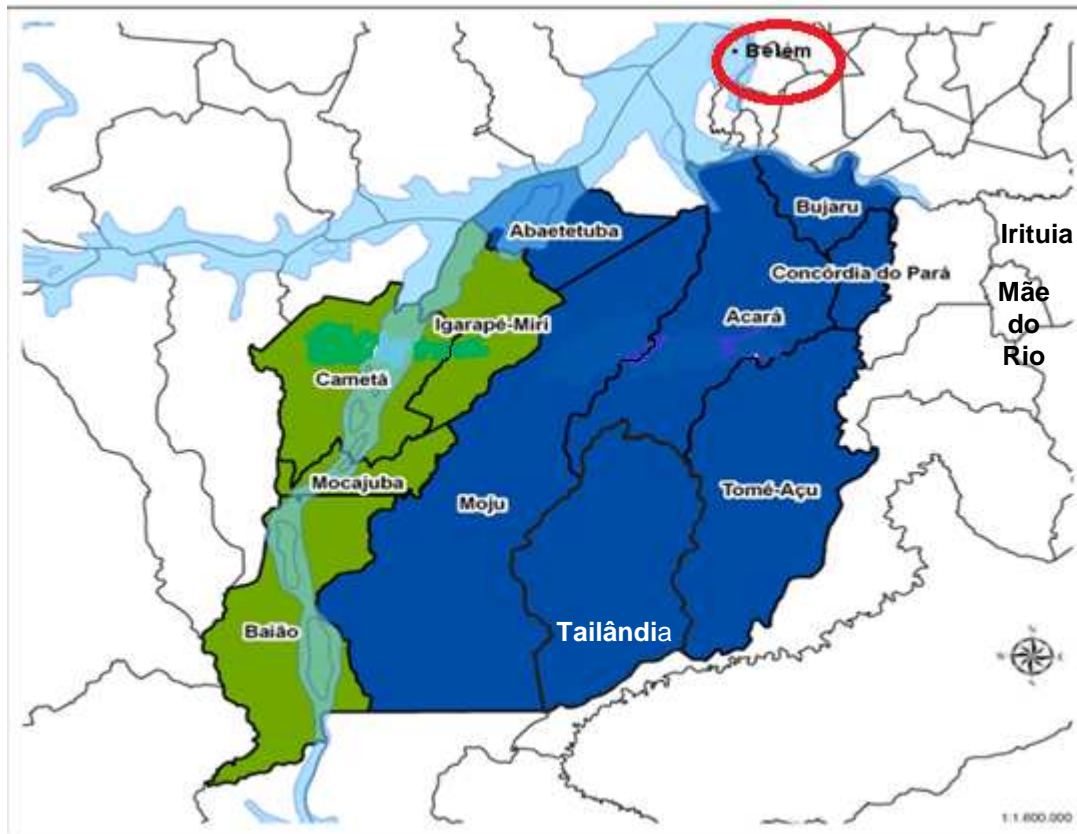 Belém
Irituia
Bujaru
Abaetetuba
Concórdia do Pará
Mãe
do
Rio
Acará
Igarapé-Miri
Cametá
Mocajuba
Tomé-Açu
Moju
Baião
Tailândia
1:1.600.000